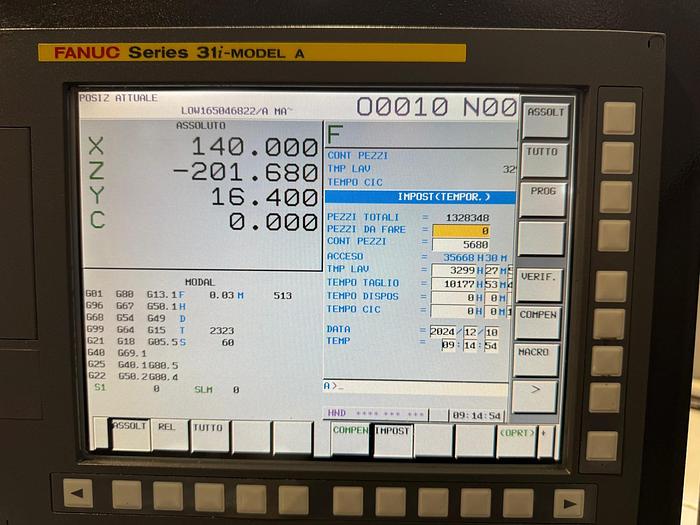 FANUC Series 31i-MODEL A
POSIZ ATTUALE
LOW165046822/A MA~ O0010 N00
ASSOLUTO
X 140.000
Z -201.680
Y 16.400
C 0.000
F
CONT PEZZI
TMP LAV 32
TEMPO CIC
IMPOST(TEMPOR.)
PEZZI TOTALI = 1328348
PEZZI DA FARE = 0
CONT PEZZI = 5680
ACCESO = 35668 H 30 M
TMP LAV = 3299 H 27 M
TEMPO TAGLIO = 10177 H 53 M
TEMPO DISPOS = 0 H 0 M
TEMPO CIC = 0 H 0 M
DATA = 2024/12/10
TEMP = 09:14:54
MODAL
G01 G80 G13.1 F 0.03 M 513
G96 G67 G50.1 H
G68 G54 G49 D
G99 G64 G15 T 2323
G21 G18 G05.5 S 60
G40 G69.1
G25 G40.1 G80.5
G22 G50.2 G80.4
S1 0 SLM 0
A>_
HND **** *** *** 09:14:54
ASSOLT REL TUTTO
COMPEN IMPOST (OPRT) +
ASSOLT
TUTTO
PROG
VERIF.
COMPEN
MACRO
>